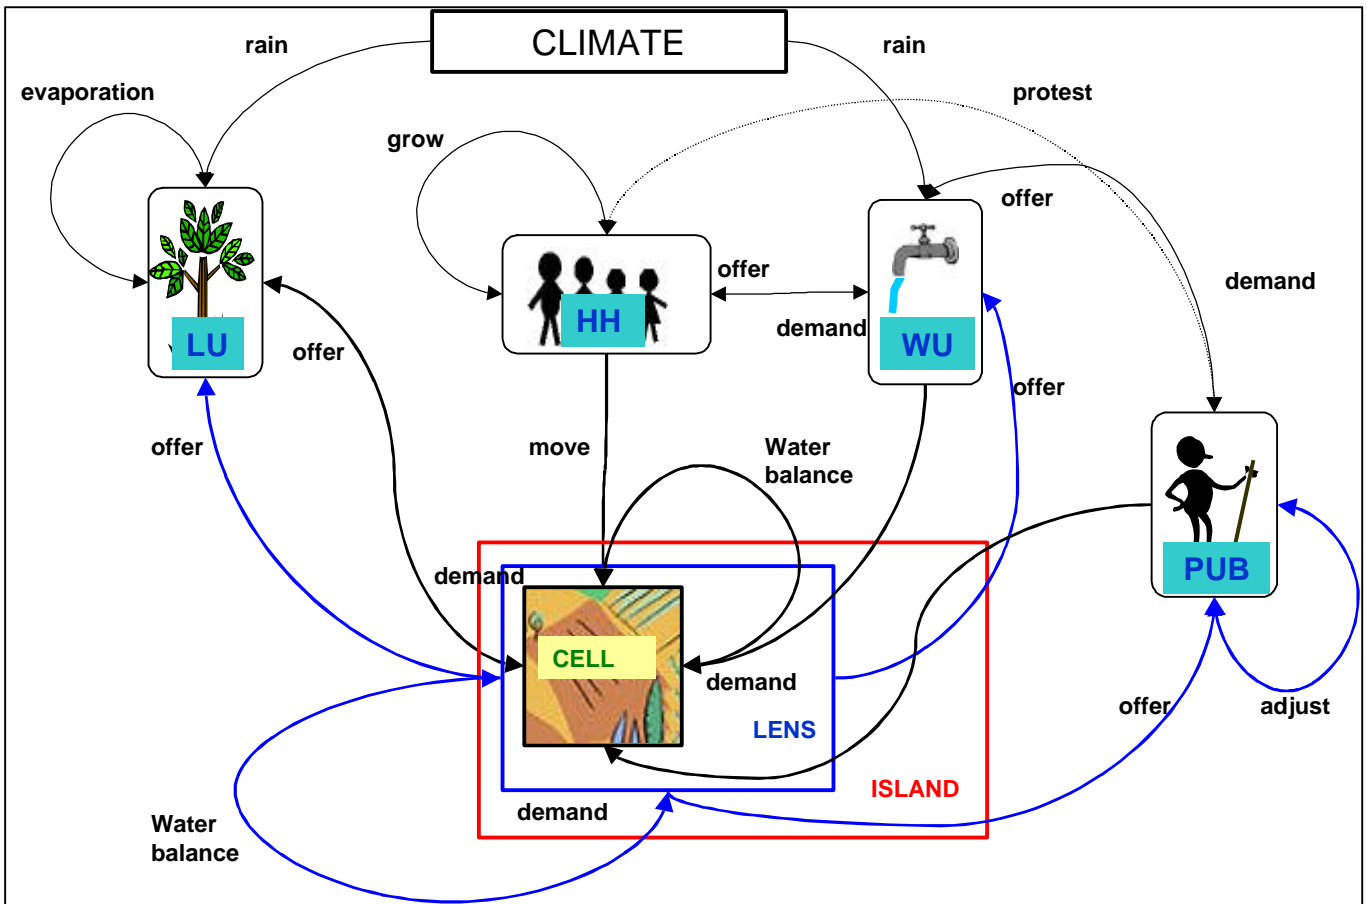 CLIMATE
rain
rain
evaporation
protest
grow
offer
offer
demand
HH
demand
WU
LU
offer
offer
offer
move
Water
balance
PUB
demand
CELL
demand
LENS
offer
adjust
ISLAND
demand
Water
balance